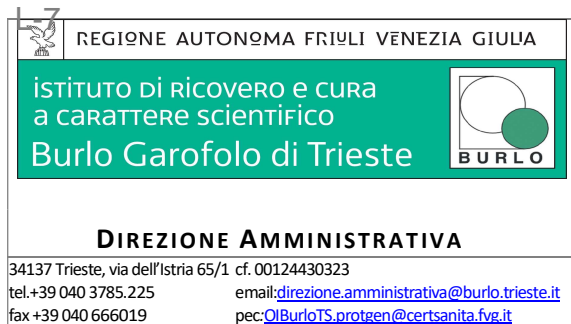 L-7
REGIONE AUTONOMA FRIULI VENEZIA GIULIA
istituto di ricovero e cura
a carattere scientifico
Burlo Garofolo di Trieste
BURLO
DIREZIONE AMMINISTRATIVA
34137 Trieste, via dell'Istria 65/1 cf. 00124430323
tel.+39 040 3785.225 email:direzione.amministrativa@burlo.trieste.it
fax +39 040 666019 pec:OIBurloTS.protgen@certsanita.fvg.it